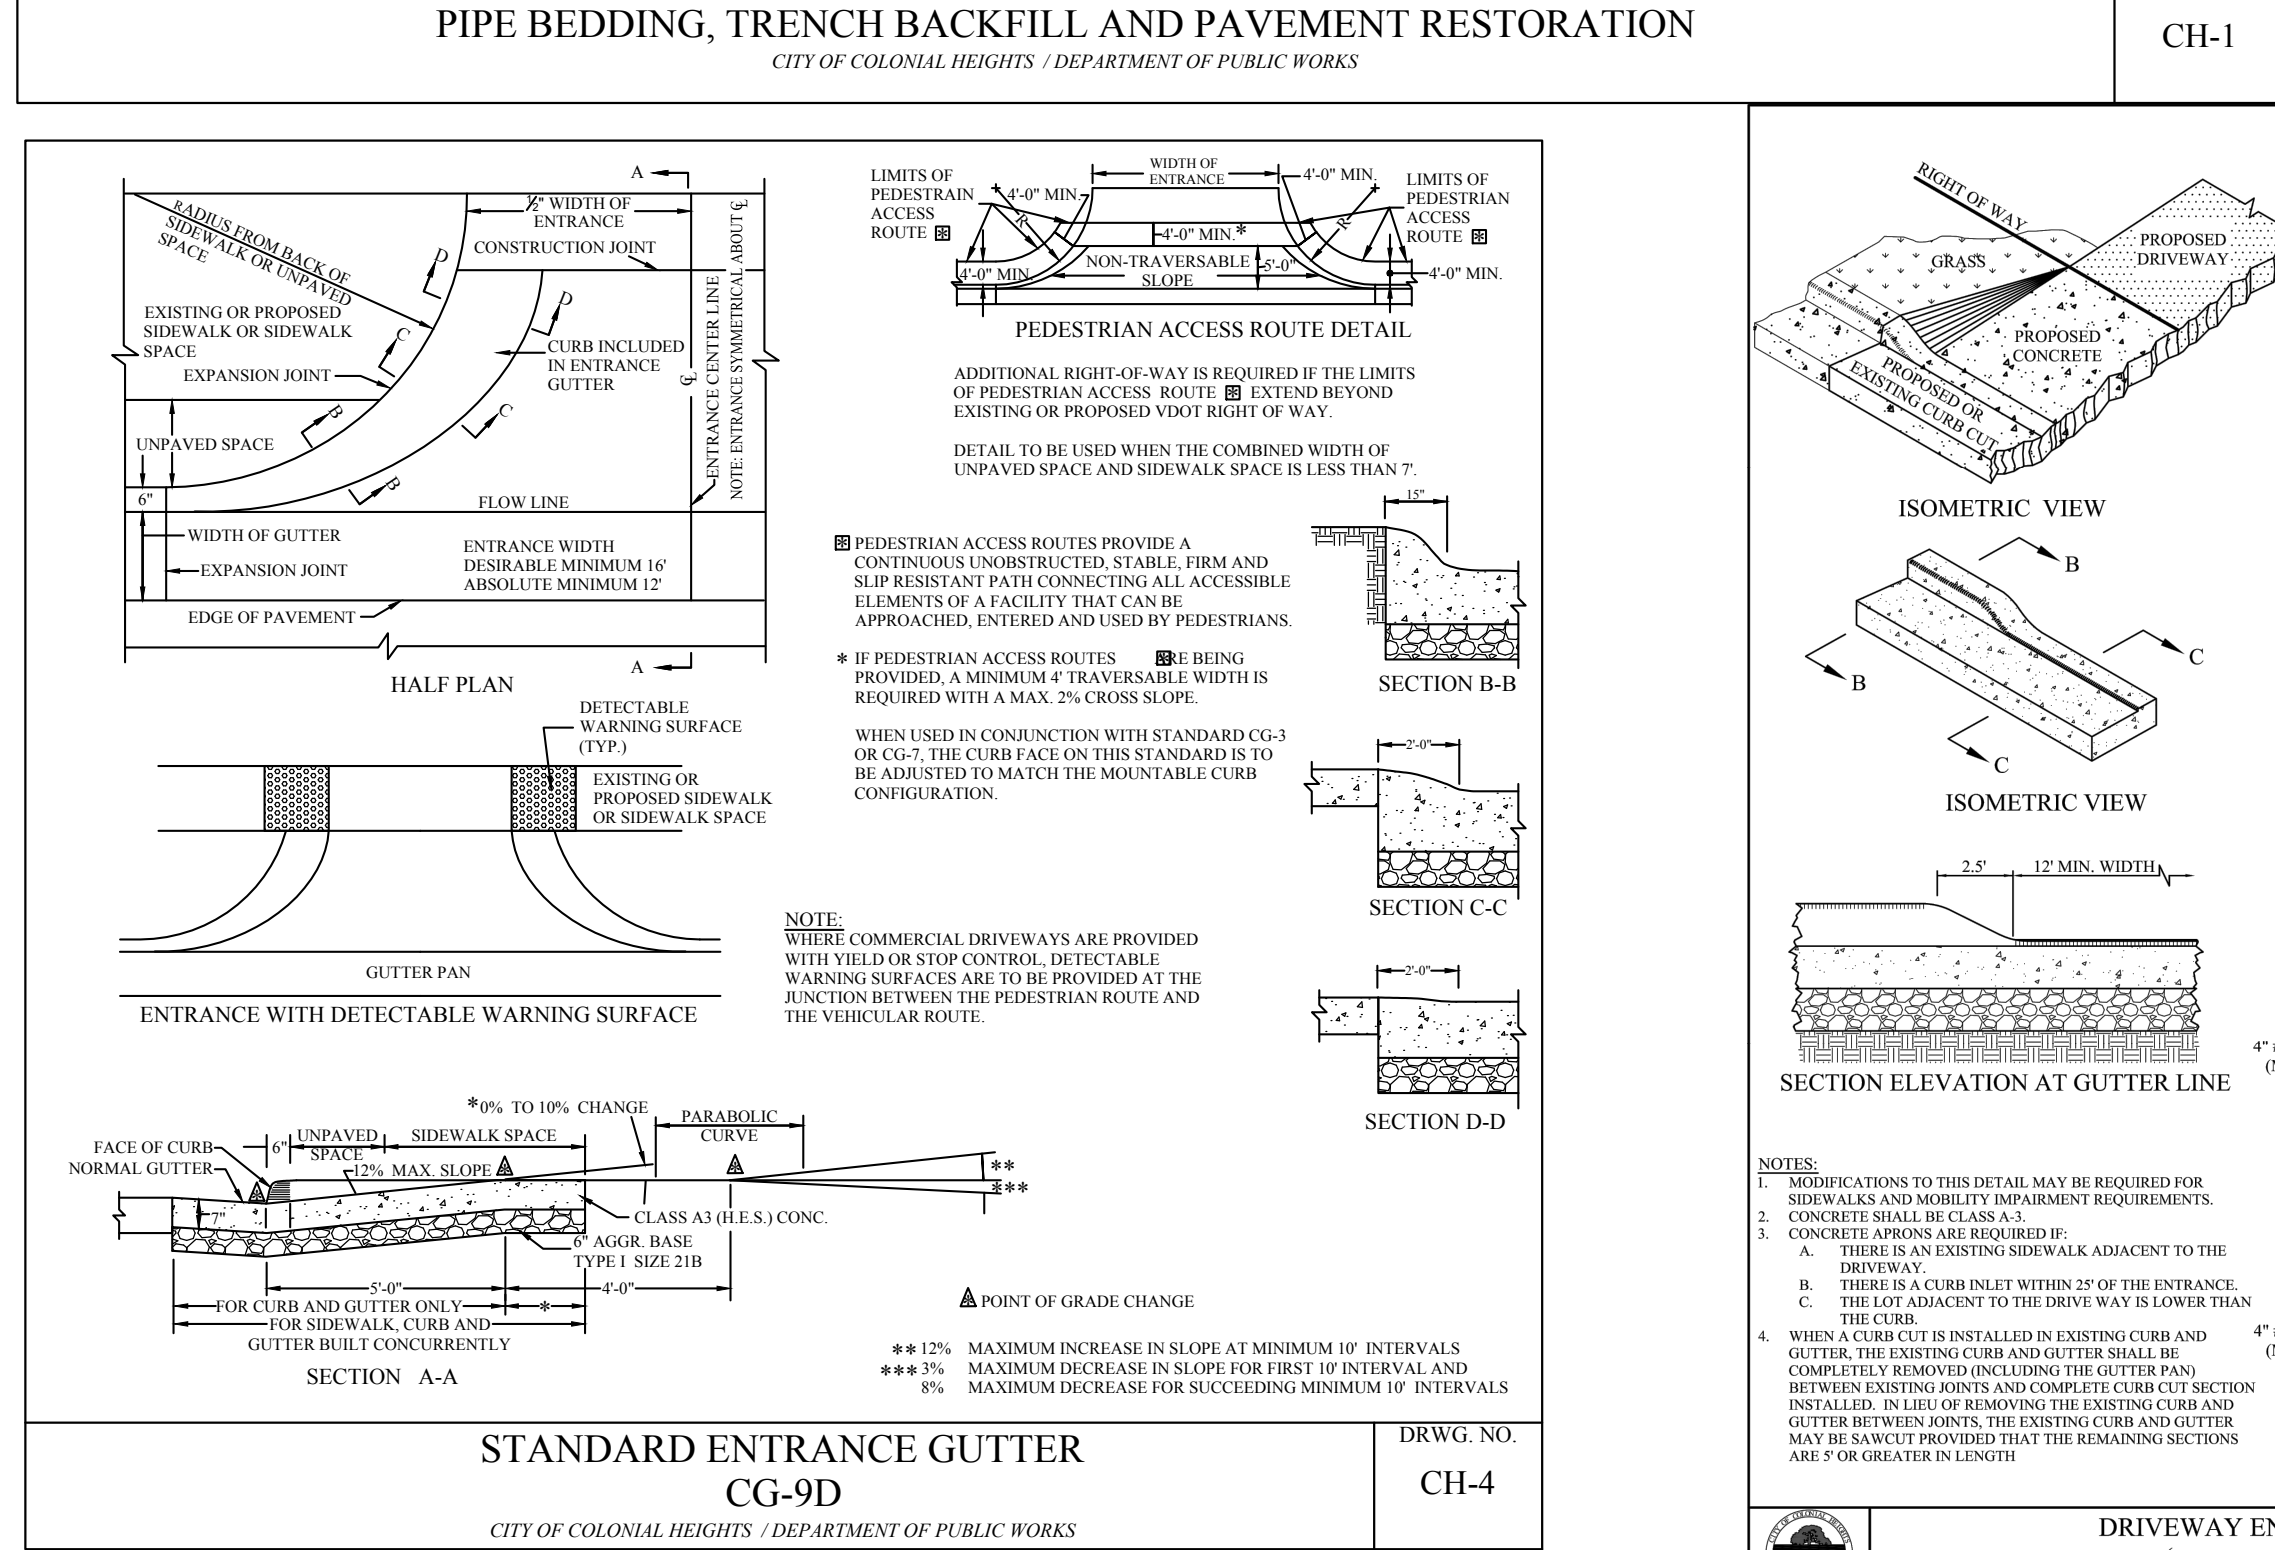 PIPE BEDDING, TRENCH BACKFILL AND PAVEMENT RESTORATION
CITY OF COLONIAL HEIGHTS / DEPARTMENT OF PUBLIC WORKS
CH-1
A
RADIUS FROM BACK OF
SIDEWALK OR UNPAVED
SPACE
½" WIDTH OF
ENTRANCE
CONSTRUCTION JOINT
D
D
EXISTING OR PROPOSED
SIDEWALK OR SIDEWALK
SPACE
C
EXPANSION JOINT
CURB INCLUDED
IN ENTRANCE
GUTTER
B
C
UNPAVED SPACE
B
6"
FLOW LINE
℄ ENTRANCE CENTER LINE
NOTE: ENTRANCE SYMMETRICAL ABOUT ℄
WIDTH OF GUTTER
EXPANSION JOINT
ENTRANCE WIDTH
DESIRABLE MINIMUM 16'
ABSOLUTE MINIMUM 12'
EDGE OF PAVEMENT
A
HALF PLAN
LIMITS OF
PEDESTRAIN
ACCESS
ROUTE
4'-0" MIN.
WIDTH OF
ENTRANCE
4'-0" MIN.
LIMITS OF
PEDESTRIAN
ACCESS
ROUTE
R
R
4'-0" MIN.*
4'-0" MIN.
NON-TRAVERSABLE
SLOPE
5'-0"
4'-0" MIN.
PEDESTRIAN ACCESS ROUTE DETAIL
ADDITIONAL RIGHT-OF-WAY IS REQUIRED IF THE LIMITS
OF PEDESTRIAN ACCESS ROUTE EXTEND BEYOND
EXISTING OR PROPOSED VDOT RIGHT OF WAY.
DETAIL TO BE USED WHEN THE COMBINED WIDTH OF
UNPAVED SPACE AND SIDEWALK SPACE IS LESS THAN 7'.
PEDESTRIAN ACCESS ROUTES PROVIDE A
CONTINUOUS UNOBSTRUCTED, STABLE, FIRM AND
SLIP RESISTANT PATH CONNECTING ALL ACCESSIBLE
ELEMENTS OF A FACILITY THAT CAN BE
APPROACHED, ENTERED AND USED BY PEDESTRIANS.
* IF PEDESTRIAN ACCESS ROUTES ARE BEING
PROVIDED, A MINIMUM 4' TRAVERSABLE WIDTH IS
REQUIRED WITH A MAX. 2% CROSS SLOPE.
WHEN USED IN CONJUNCTION WITH STANDARD CG-3
OR CG-7, THE CURB FACE ON THIS STANDARD IS TO
BE ADJUSTED TO MATCH THE MOUNTABLE CURB
CONFIGURATION.
15"
SECTION B-B
2'-0"
SECTION C-C
2'-0"
SECTION D-D
DETECTABLE
WARNING SURFACE
(TYP.)
EXISTING OR
PROPOSED SIDEWALK
OR SIDEWALK SPACE
GUTTER PAN
ENTRANCE WITH DETECTABLE WARNING SURFACE
NOTE:
WHERE COMMERCIAL DRIVEWAYS ARE PROVIDED
WITH YIELD OR STOP CONTROL, DETECTABLE
WARNING SURFACES ARE TO BE PROVIDED AT THE
JUNCTION BETWEEN THE PEDESTRIAN ROUTE AND
THE VEHICULAR ROUTE.
*0% TO 10% CHANGE
PARABOLIC
CURVE
FACE OF CURB
NORMAL GUTTER
6"
UNPAVED
SPACE
SIDEWALK SPACE
12% MAX. SLOPE
**
***
7"
CLASS A3 (H.E.S.) CONC.
6" AGGR. BASE
TYPE I SIZE 21B
5'-0"
4'-0"
FOR CURB AND GUTTER ONLY
*
FOR SIDEWALK, CURB AND
GUTTER BUILT CONCURRENTLY
SECTION A-A
POINT OF GRADE CHANGE
** 12% MAXIMUM INCREASE IN SLOPE AT MINIMUM 10' INTERVALS
*** 3% MAXIMUM DECREASE IN SLOPE FOR FIRST 10' INTERVAL AND
8% MAXIMUM DECREASE FOR SUCCEEDING MINIMUM 10' INTERVALS
STANDARD ENTRANCE GUTTER
CG-9D
CITY OF COLONIAL HEIGHTS / DEPARTMENT OF PUBLIC WORKS
DRWG. NO.
CH-4
RIGHT OF WAY
GRASS
PROPOSED
DRIVEWAY
PROPOSED
CONCRETE
PROPOSED OR
EXISTING CURB CUT
ISOMETRIC VIEW
B
C
B
C
ISOMETRIC VIEW
2.5'
12' MIN. WIDTH
SECTION ELEVATION AT GUTTER LINE
4"
NOTES:
1. MODIFICATIONS TO THIS DETAIL MAY BE REQUIRED FOR
SIDEWALKS AND MOBILITY IMPAIRMENT REQUIREMENTS.
2. CONCRETE SHALL BE CLASS A-3.
3. CONCRETE APRONS ARE REQUIRED IF:
A. THERE IS AN EXISTING SIDEWALK ADJACENT TO THE
DRIVEWAY.
B. THERE IS A CURB INLET WITHIN 25' OF THE ENTRANCE.
C. THE LOT ADJACENT TO THE DRIVE WAY IS LOWER THAN
THE CURB.
4. WHEN A CURB CUT IS INSTALLED IN EXISTING CURB AND
GUTTER, THE EXISTING CURB AND GUTTER SHALL BE
COMPLETELY REMOVED (INCLUDING THE GUTTER PAN)
BETWEEN EXISTING JOINTS AND COMPLETE CURB CUT SECTION
INSTALLED. IN LIEU OF REMOVING THE EXISTING CURB AND
GUTTER BETWEEN JOINTS, THE EXISTING CURB AND GUTTER
MAY BE SAWCUT PROVIDED THAT THE REMAINING SECTIONS
ARE 5' OR GREATER IN LENGTH
4"
CITY OF COLONIAL HEIGHTS
DRIVEWAY